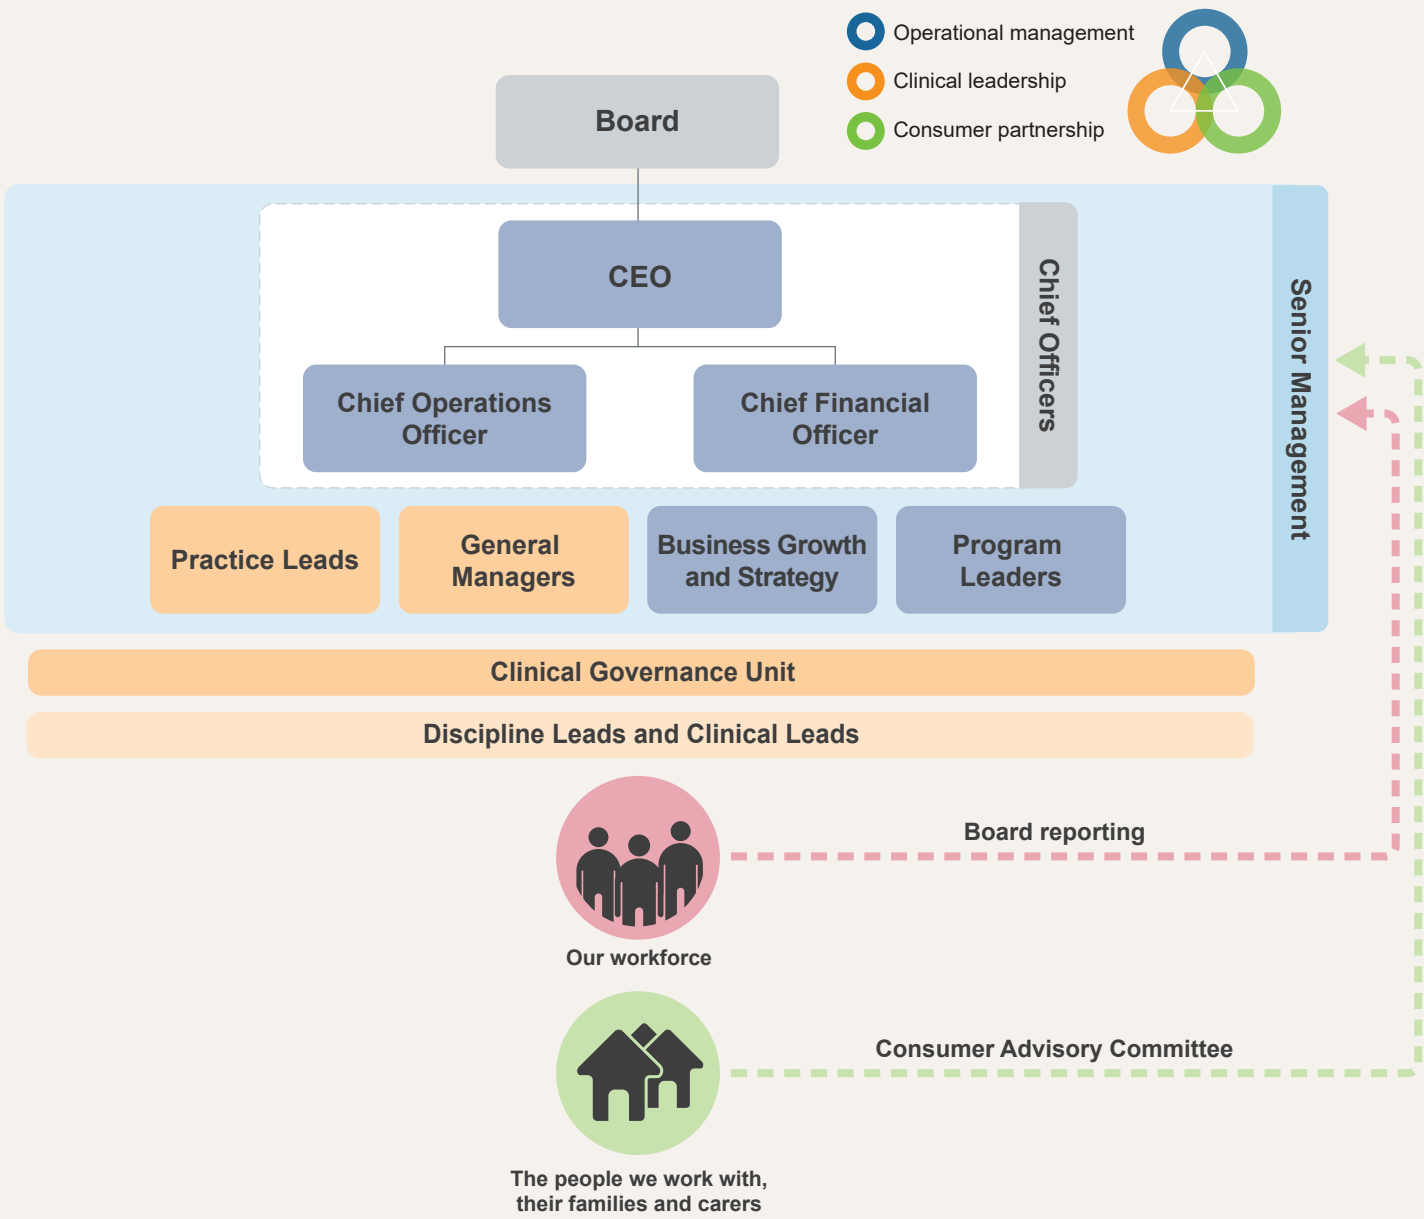 Operational management
Clinical leadership
Consumer partnership
Board
CEO
Chief Operations
Officer
Chief Financial
Officer
Chief Officers
Senior Management
Practice Leads
General
Managers
Business Growth
and Strategy
Program
Leaders
Clinical Governance Unit
Discipline Leads and Clinical Leads
Board reporting
Our workforce
Consumer Advisory Committee
The people we work with,
their families and carers